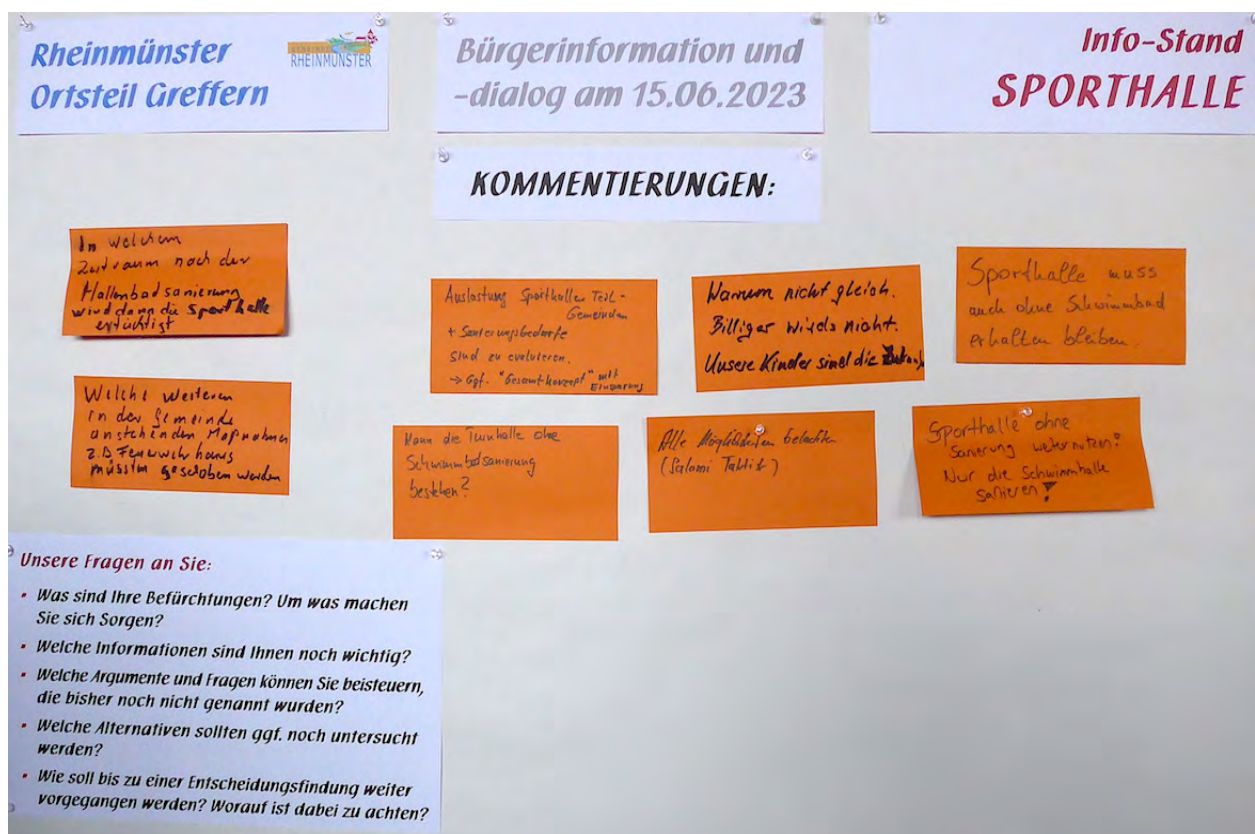 Rheinmünster
Ortsteil Greffern
GEMEINDE
RHEINMÜNSTER
Bürgerinformation und
-dialog am 15.06.2023
Info-Stand
SPORTHALLE
KOMMENTIERUNGEN:
In welchem
Zeitraum nach der
Hallenbadsanierung
wird dann die Sporthalle
ertüchtigt
Welche weiteren
in der Gemeinde
anstehenden Maßnahmen
z.B Feuerwehrhaus
müssen geschoben werden
Auslastung Sporthallen Teil-
Gemeinden
+ Sanierungsbedarfe
sind zu evaluieren.
→ Ggf. "Gesamtkonzept" mit
Einsparung
Kann die Turnhalle ohne
Schwimmbadsanierung
bestehen?
Warum nicht gleich.
Billiger wirds nicht.
Unsere Kinder sind die Zukunft
Alle Möglichkeiten
(Salami Taktik)
Sporthalle muss
auch ohne Schwimmbad
erhalten bleiben.
Sporthalle ohne
Sanierung weiternutzen?
Nur die Schwimmhalle
sanieren?
Unsere Fragen an Sie:
• Was sind Ihre Befürchtungen? Um was machen
Sie sich Sorgen?
• Welche Informationen sind Ihnen noch wichtig?
• Welche Argumente und Fragen können Sie beisteuern,
die bisher noch nicht genannt wurden?
• Welche Alternativen sollten ggf. noch untersucht
werden?
• Wie soll bis zu einer Entscheidungsfindung weiter
vorgegangen werden? Worauf ist dabei zu achten?